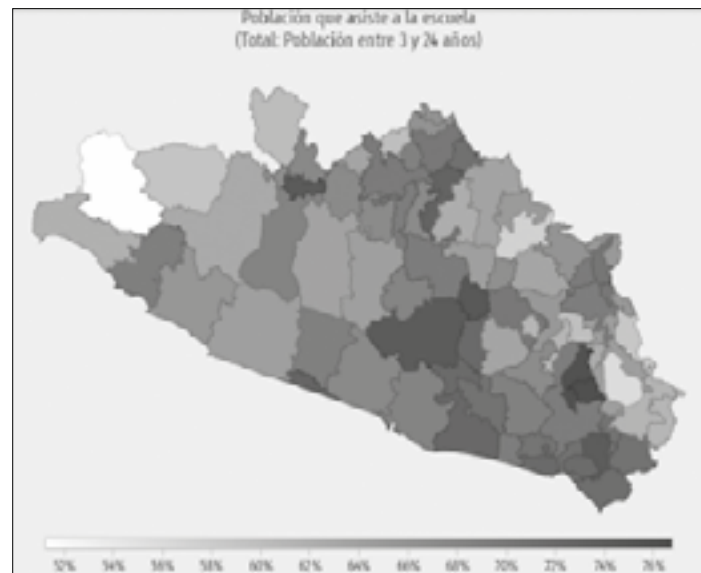 Población que asiste a la escuela
(Total: Población entre 3 y 24 años)
52% 54% 56% 58% 60% 62% 64% 66% 68% 70% 72% 74% 76%